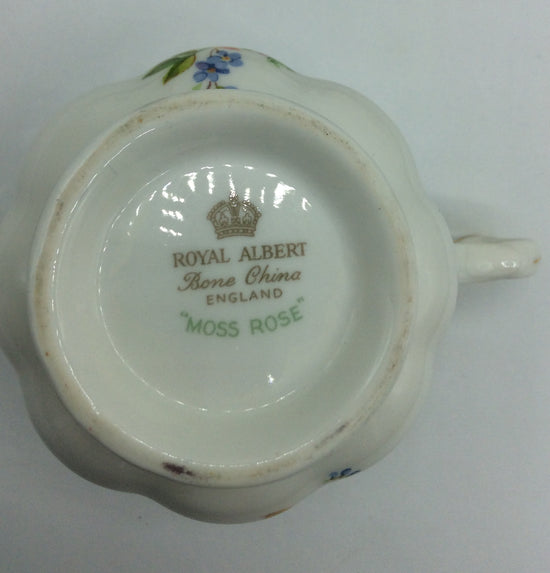 ROYAL ALBERT
Bone China
ENGLAND
"MOSS ROSE"